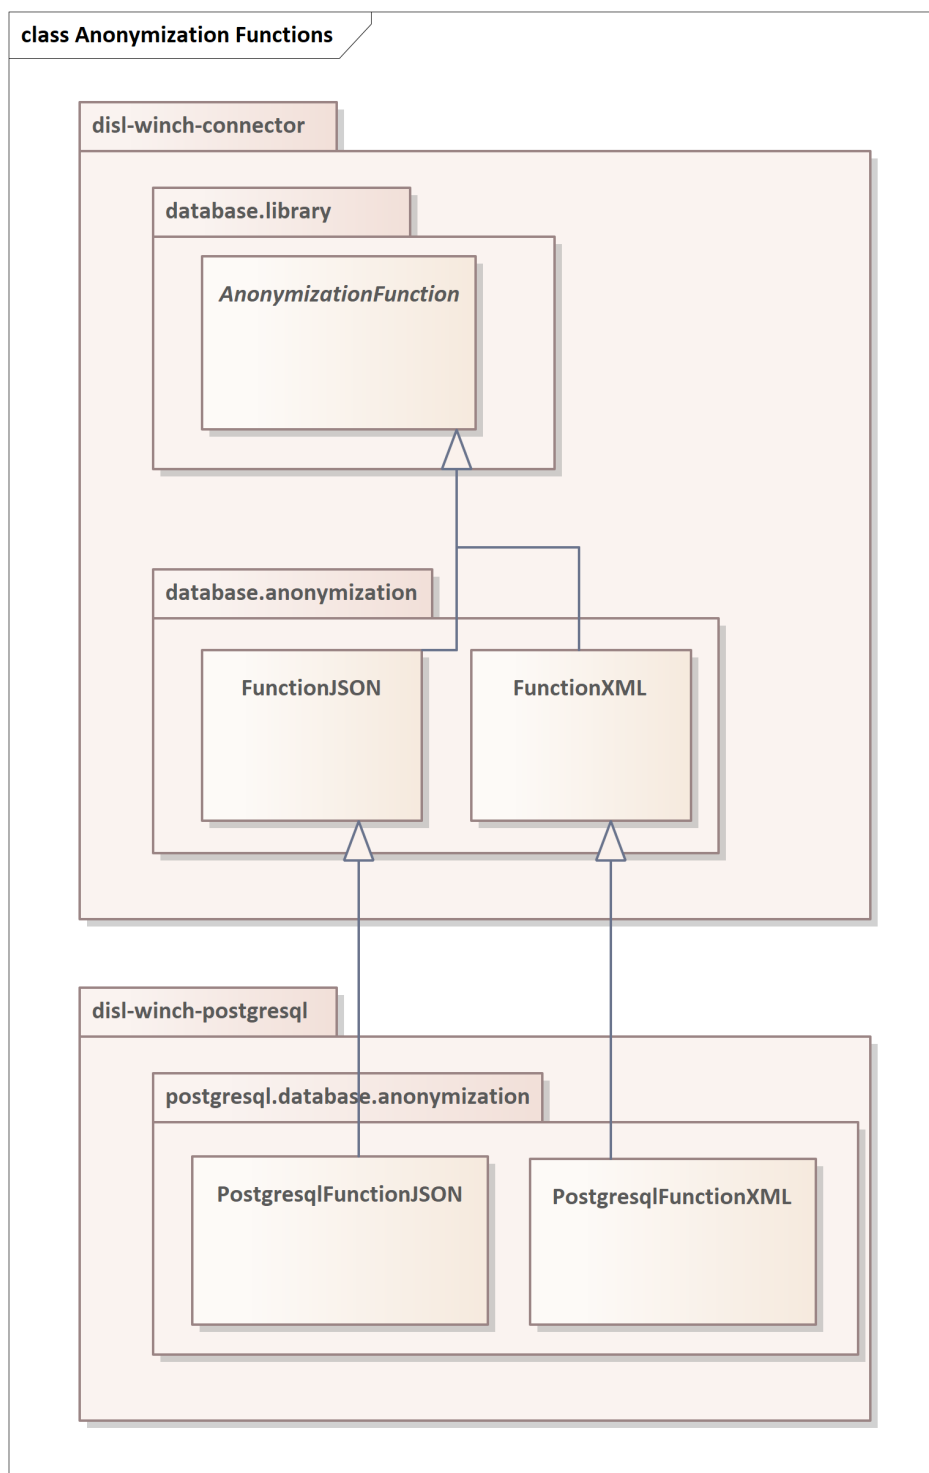 class Anonymization Functions
disl-winch-connector
database.library
AnonymizationFunction
database.anonymization
FunctionJSON
FunctionXML
disl-winch-postgresql
postgresql.database.anonymization
PostgresqlFunctionJSON
PostgresqlFunctionXML